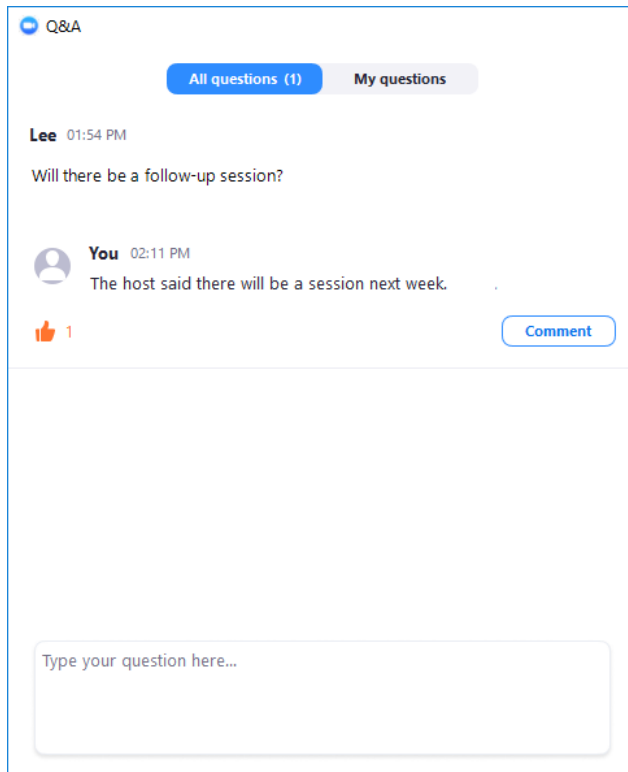 Q&A
All questions (1) My questions
Lee 01:54 PM
Will there be a follow-up session?
You 02:11 PM
The host said there will be a session next week.
1 Comment
Type your question here...